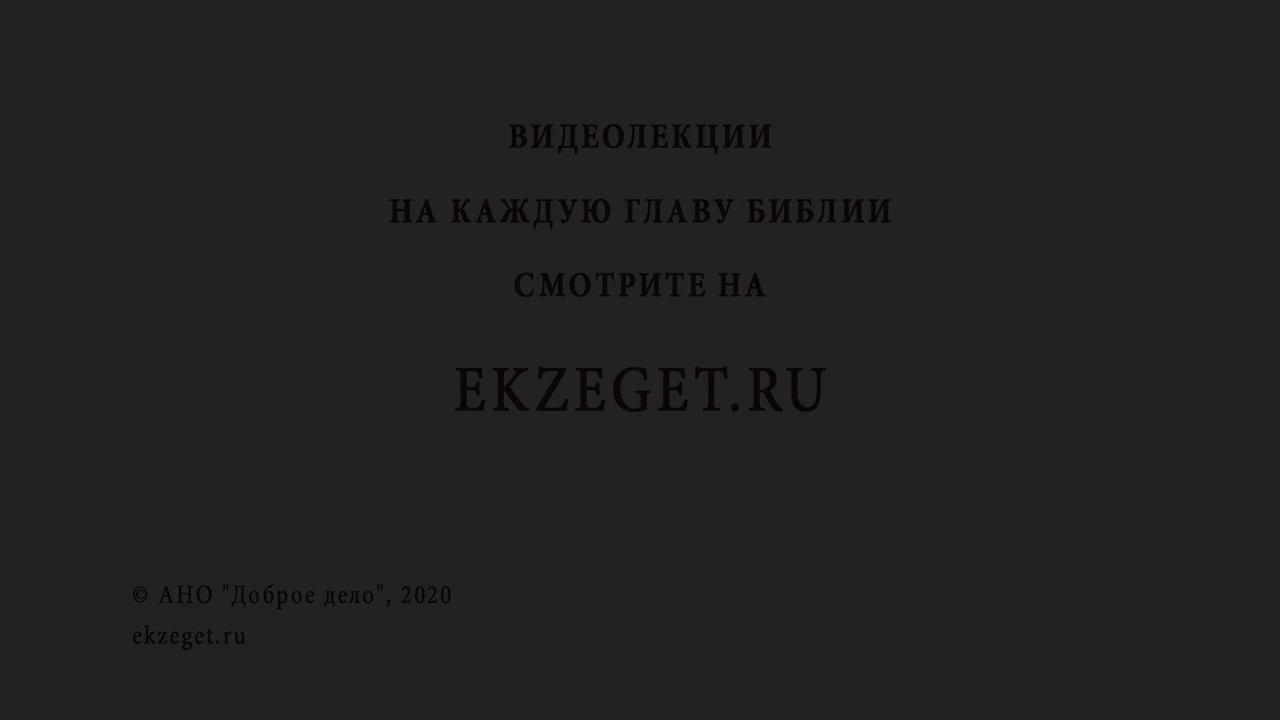 ВИДЕОЛЕКЦИИ
НА КАЖДУЮ ГЛАВУ БИБЛИИ
СМОТРИТЕ НА
EKZEGET.RU
© АНО "Доброе дело", 2020
ekzeget.ru